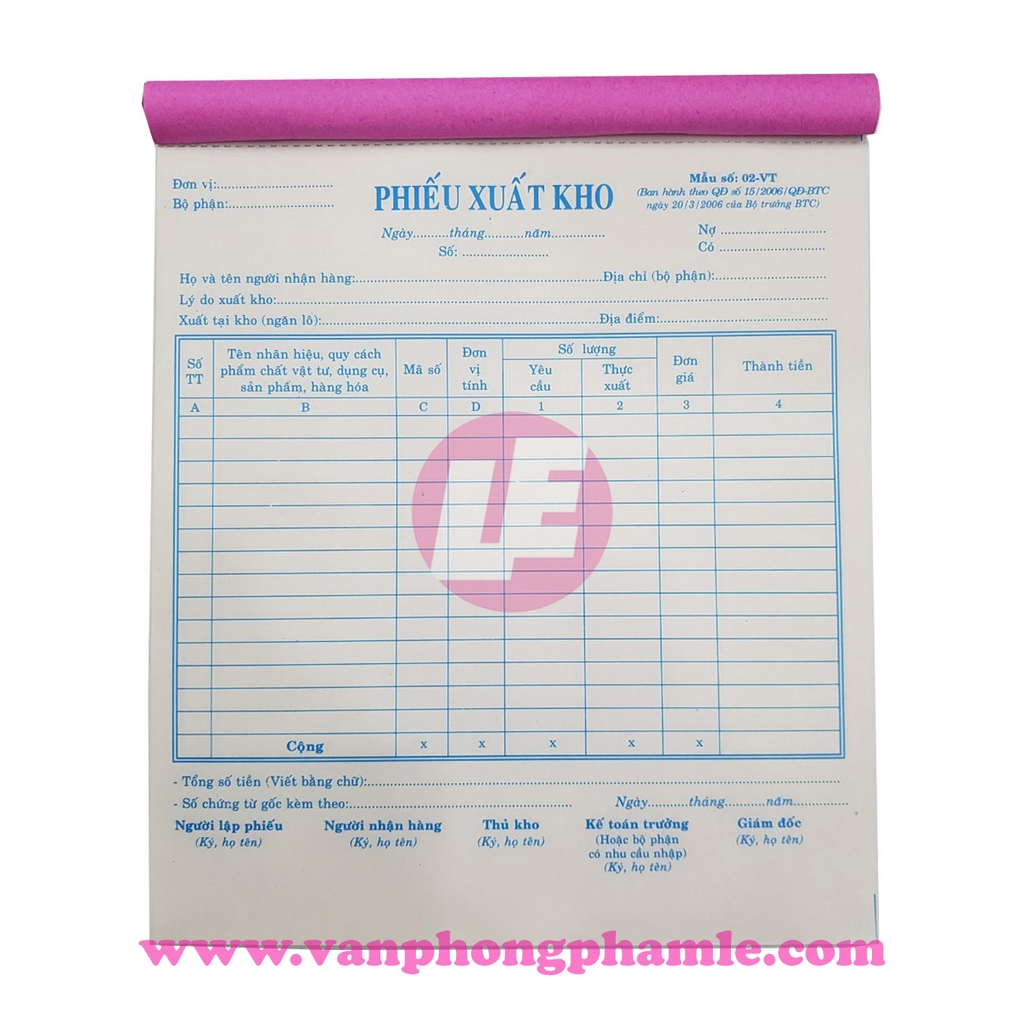 Đơn vị:................................
Bộ phận:............................
PHIẾU XUẤT KHO
Mẫu số: 02-VT
(Ban hành theo QĐ số 15/2006/QĐ-BTC
ngày 20/3/2006 của Bộ trưởng BTC)
Ngày..........tháng...........năm...............
Số: ........................
Nợ .............................
Có .............................
Họ và tên người nhận hàng:..............................Địa chỉ (bộ phận):..............................
Lý do xuất kho:..............................
Xuất tại kho (ngăn lô):..............................Địa điểm:..............................
Số TT
Tên nhãn hiệu, quy cách
phẩm chất vật tư, dụng cụ,
sản phẩm, hàng hóa
Mã số
Đơn vị tính
Số lượng
Yêu cầu
Thực xuất
Đơn giá
Thành tiền
A B C D 1 2 3 4
LE
Cộng x x x x x
- Tổng số tiền (Viết bằng chữ):..............................
- Số chứng từ gốc kèm theo:.............................. Ngày..........tháng..........năm..............
Người lập phiếu Người nhận hàng Thủ kho Kế toán trưởng Giám đốc
(Ký, họ tên) (Ký, họ tên) (Ký, họ tên) (Hoặc bộ phận (Ký, họ tên)
có nhu cầu nhập)
(Ký, họ tên)
www.vanphongphamle.com